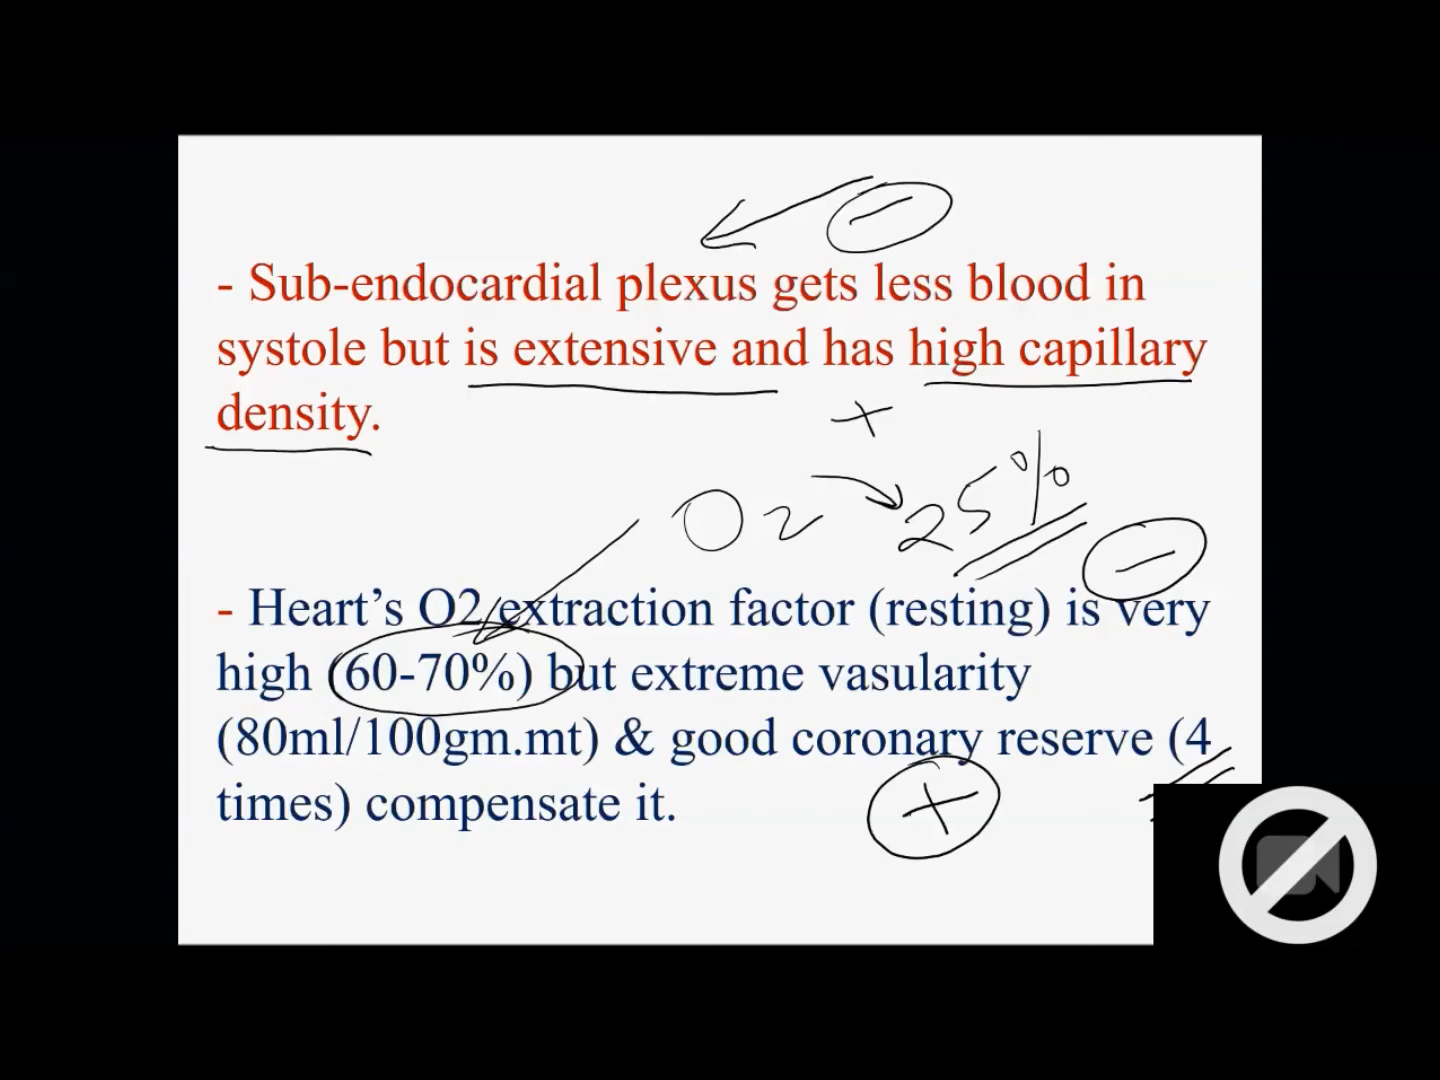 - Sub-endocardial plexus gets less blood in
systole but is extensive and has high capillary
density.
+
O2 → 25%
- Heart's O2 extraction factor (resting) is very
high (60-70%) but extreme vasularity
(80ml/100gm.mt) & good coronary reserve (4
times) compensate it.
+